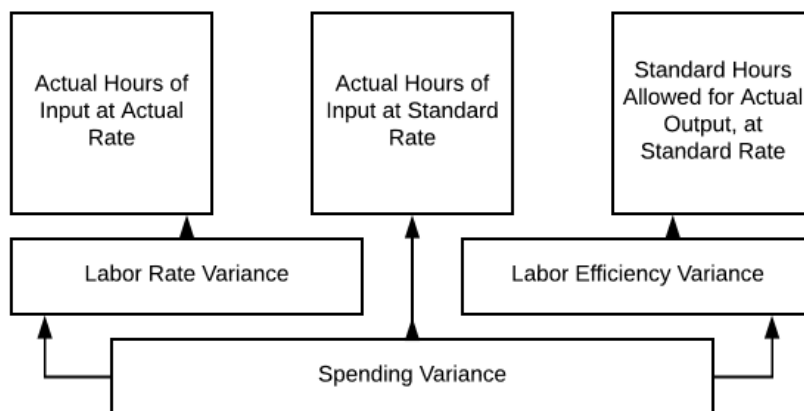 Actual Hours of
Input at Actual
Rate
Actual Hours of
Input at Standard
Rate
Standard Hours
Allowed for Actual
Output, at
Standard Rate
Labor Rate Variance
Labor Efficiency Variance
Spending Variance